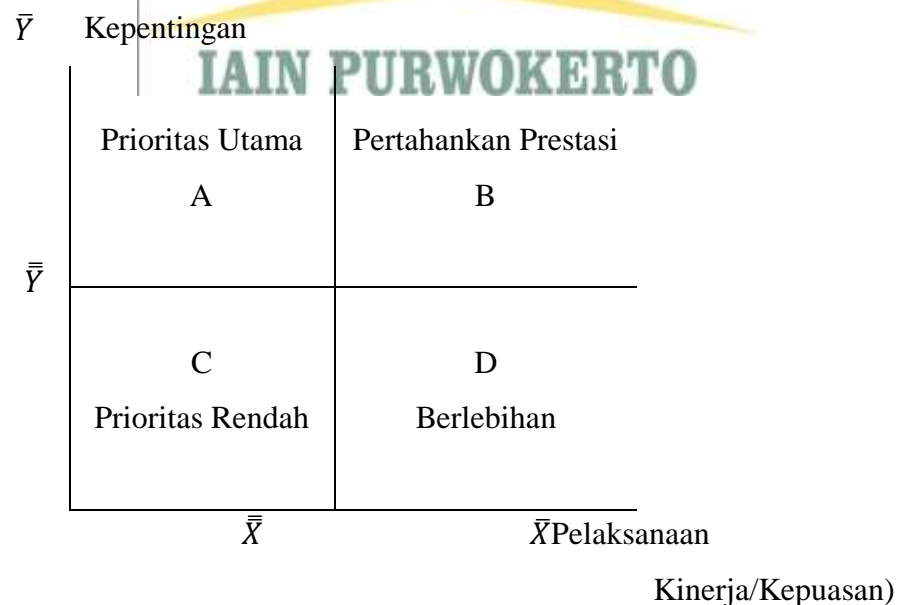 Y̅ Kepentingan
IAIN PURWOKERTO
Prioritas Utama Pertahankan Prestasi
A B
Y̿
C D
Prioritas Rendah Berlebihan
X̿ X̅Pelaksanaan
Kinerja/Kepuasan)